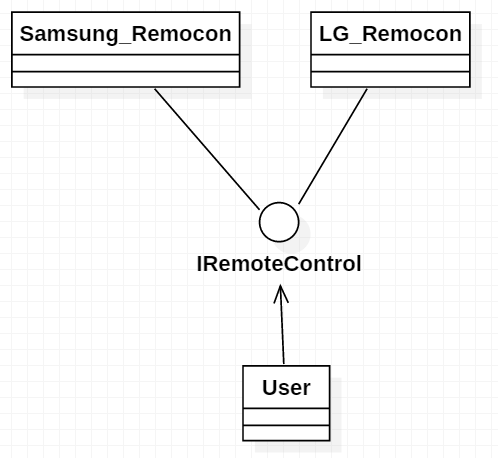 Samsung_Remocon
LG_Remocon
IRemoteControl
User